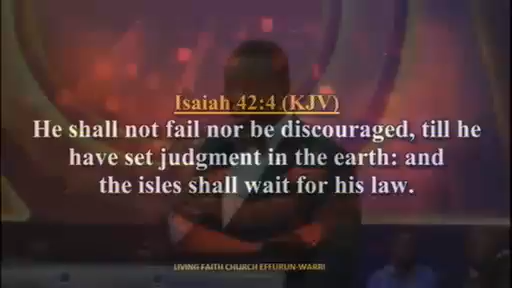 Isaiah 42:4 (KJV)
He shall not fail nor be discouraged, till he
have set judgment in the earth: and
the isles shall wait for his law.
LIVING FAITH CHURCH EFFURUN-WARRI